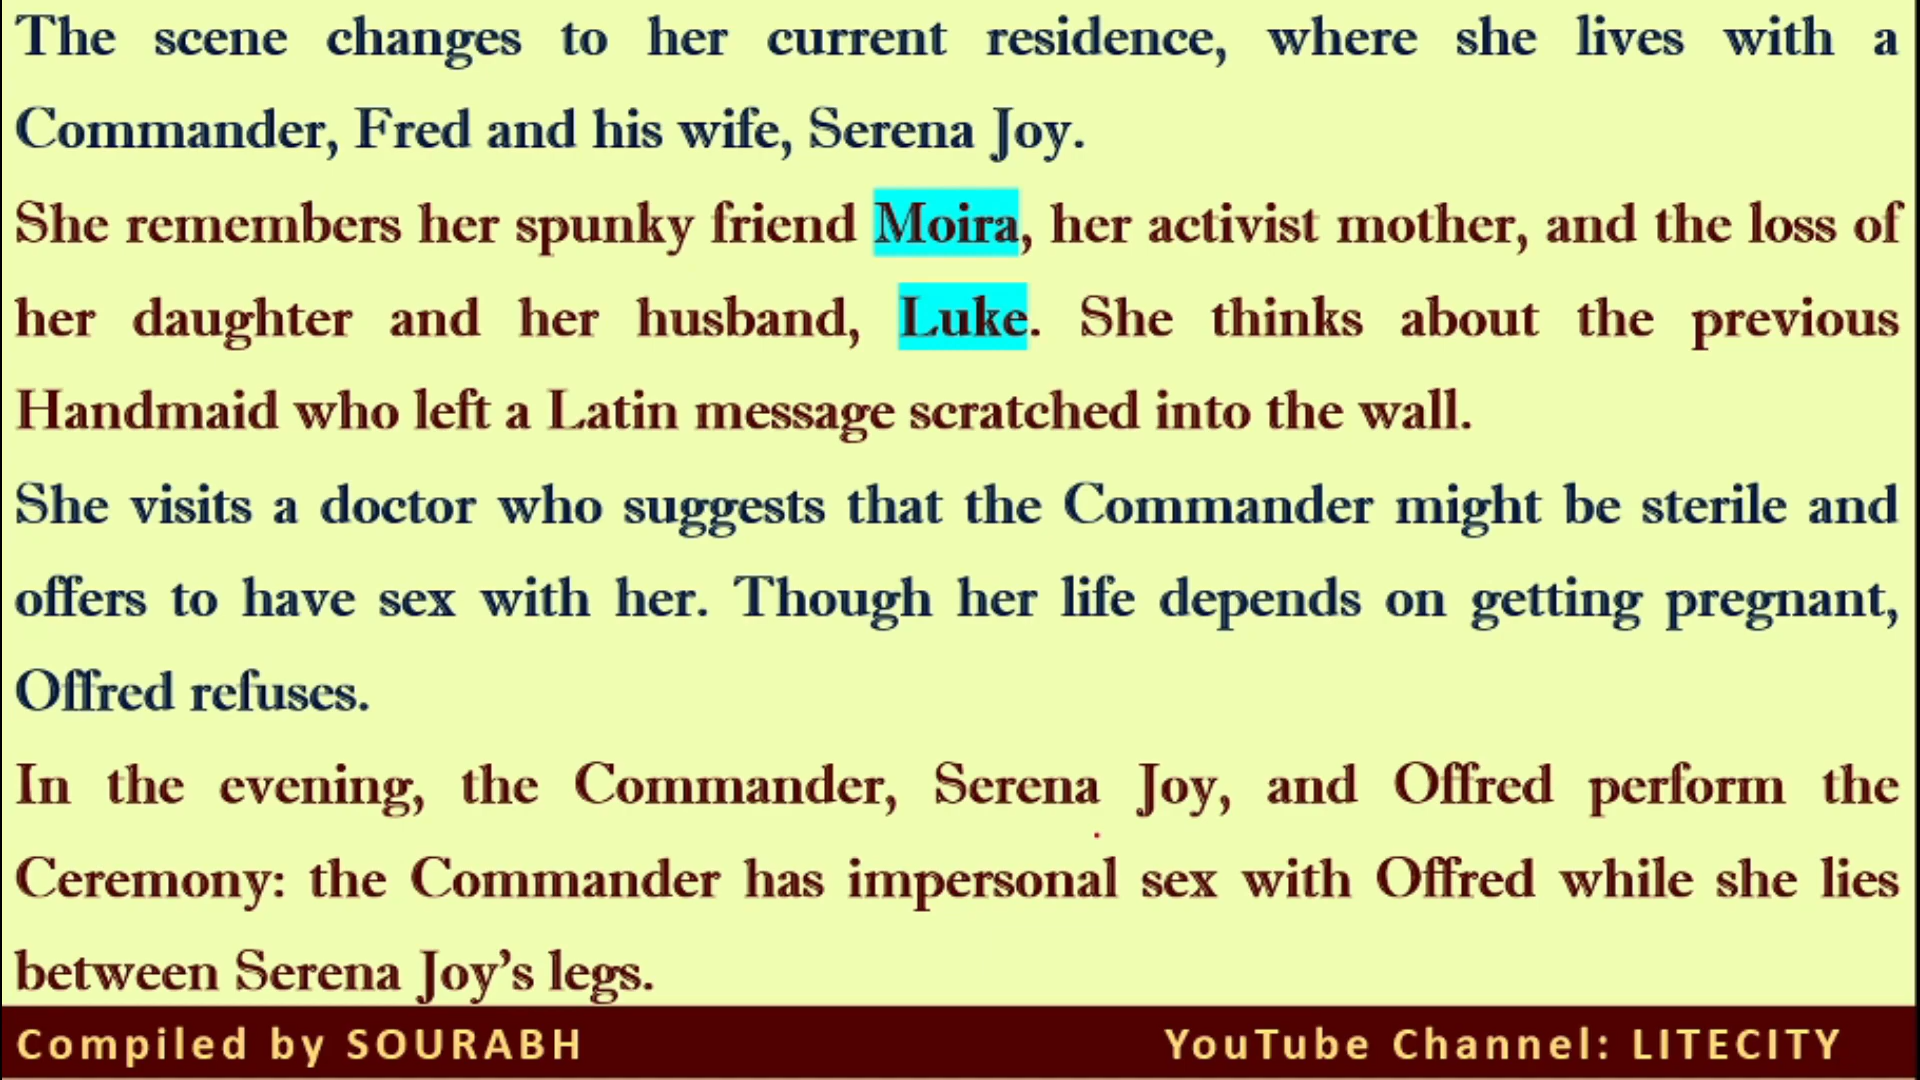 The scene changes to her current residence, where she lives with a
Commander, Fred and his wife, Serena Joy.
She remembers her spunky friend Moira, her activist mother, and the loss of
her daughter and her husband, Luke. She thinks about the previous
Handmaid who left a Latin message scratched into the wall.
She visits a doctor who suggests that the Commander might be sterile and
offers to have sex with her. Though her life depends on getting pregnant,
Offred refuses.
In the evening, the Commander, Serena Joy, and Offred perform the
Ceremony: the Commander has impersonal sex with Offred while she lies
between Serena Joy’s legs.
Compiled by SOURABH YouTube Channel: LITECITY